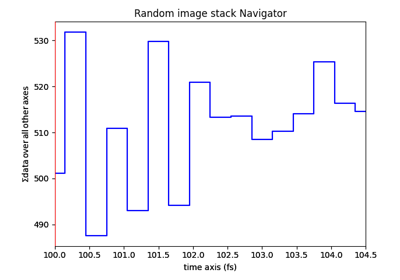 Random image stack Navigator
530
520
510
500
490
Σdata over all other axes
100.0 100.5 101.0 101.5 102.0 102.5 103.0 103.5 104.0 104.5
time axis (fs)